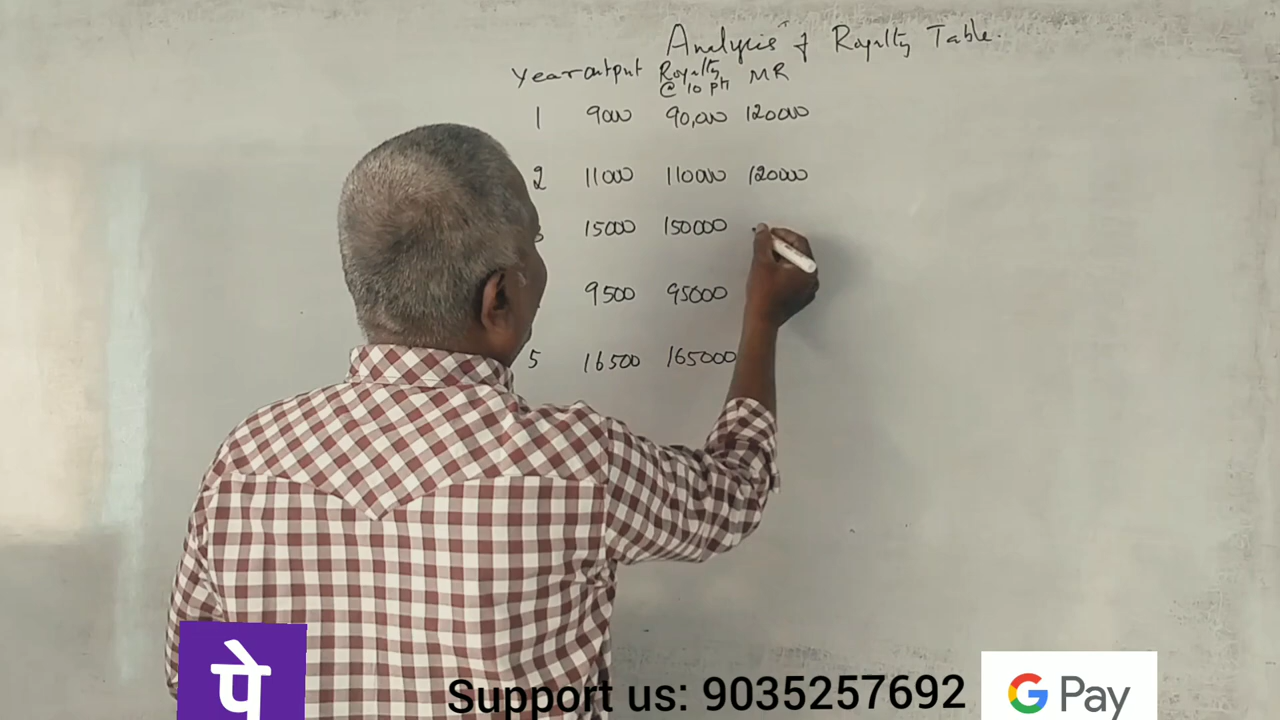 Analysis of Royalty Table.
Year output Royalty @ 10 pti MR
1 9000 90,000 120000
2 11000 110000 120000
15000 150000
9500 95000
5 16500 165000
पे Support us: 9035257692 G Pay